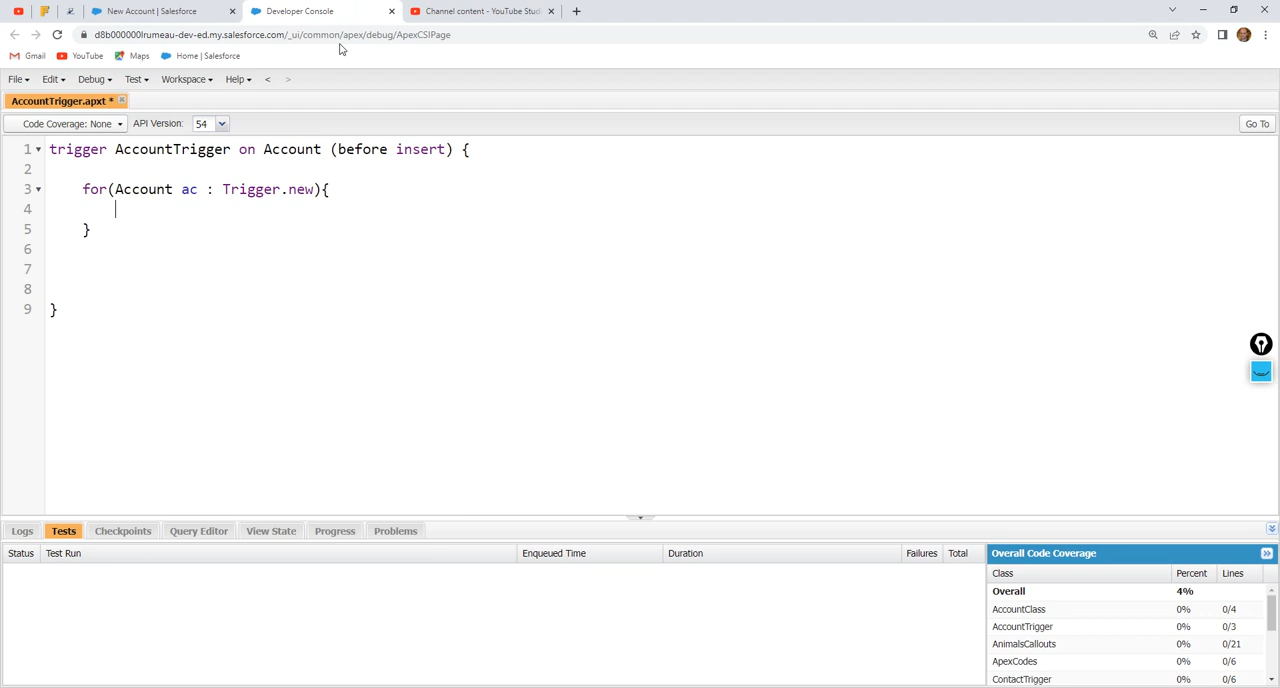 New Account | Salesforce
Developer Console
Channel content - YouTube Studi
d8b000000lrumeau-dev-ed.my.salesforce.com/_ui/common/apex/debug/ApexCSIPage
Gmail YouTube Maps Home | Salesforce
File Edit Debug Test Workspace Help < >
AccountTrigger.apxt *
Code Coverage: None API Version: 54 Go To
1 trigger AccountTrigger on Account (before insert) {
2
3 for(Account ac : Trigger.new){
4
5 }
6
7
8
9 }
Logs Tests Checkpoints Query Editor View State Progress Problems
Status Test Run Enqueued Time Duration Failures Total
Overall Code Coverage
Class Percent Lines
Overall 4%
AccountClass 0% 0/4
AccountTrigger 0% 0/3
AnimalsCallouts 0% 0/21
ApexCodes 0% 0/6
ContactTrigger 0% 0/6